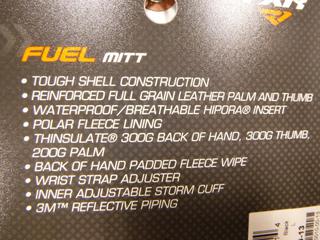 FUEL MITT
• TOUGH SHELL CONSTRUCTION
• REINFORCED FULL GRAIN LEATHER PALM AND THUMB
• WATERPROOF/BREATHABLE HIPORA® INSERT
• POLAR FLEECE LINING
• THINSULATE® 300G BACK OF HAND, 300G THUMB,
200G PALM
• BACK OF HAND PADDED FLEECE WIPE
• WRIST STRAP ADJUSTER
• INNER ADJUSTABLE STORM CUFF
• 3M™ REFLECTIVE PIPING